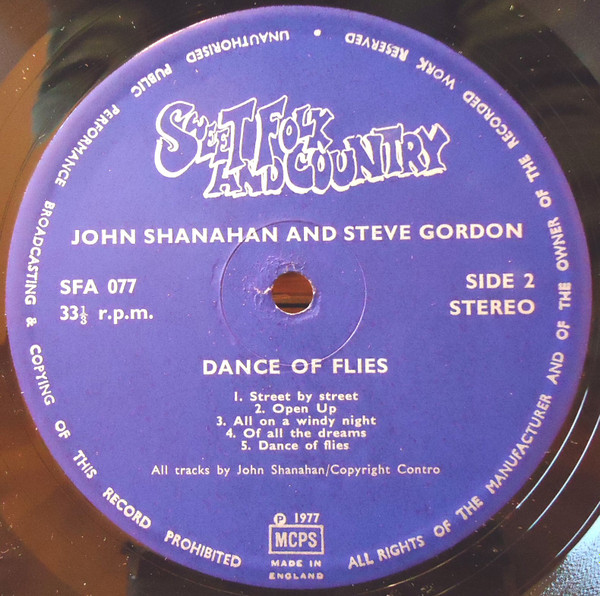 SWEET FOLK
AND COUNTRY
JOHN SHANAHAN AND STEVE GORDON
SFA 077
33⅓ r.p.m.
SIDE 2
STEREO
DANCE OF FLIES
1. Street by street
2. Open Up
3. All on a windy night
4. Of all the dreams
5. Dance of flies
All tracks by John Shanahan/Copyright Contro
℗ 1977
MCPS
MADE IN
ENGLAND
ALL RIGHTS OF THE MANUFACTURER AND OF THE OWNER OF THE RECORDED WORK RESERVED • UNAUTHORISED PUBLIC PERFORMANCE BROADCASTING & COPYING OF THIS RECORD PROHIBITED